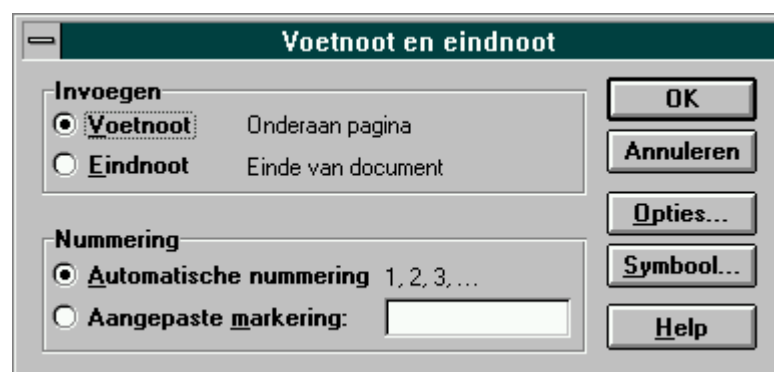 Voetnoot en eindnoot
Invoegen
Voetnoot Onderaan pagina
Eindnoot Einde van document
Nummering
Automatische nummering 1, 2, 3, ...
Aangepaste markering:
OK
Annuleren
Opties...
Symbool...
Help